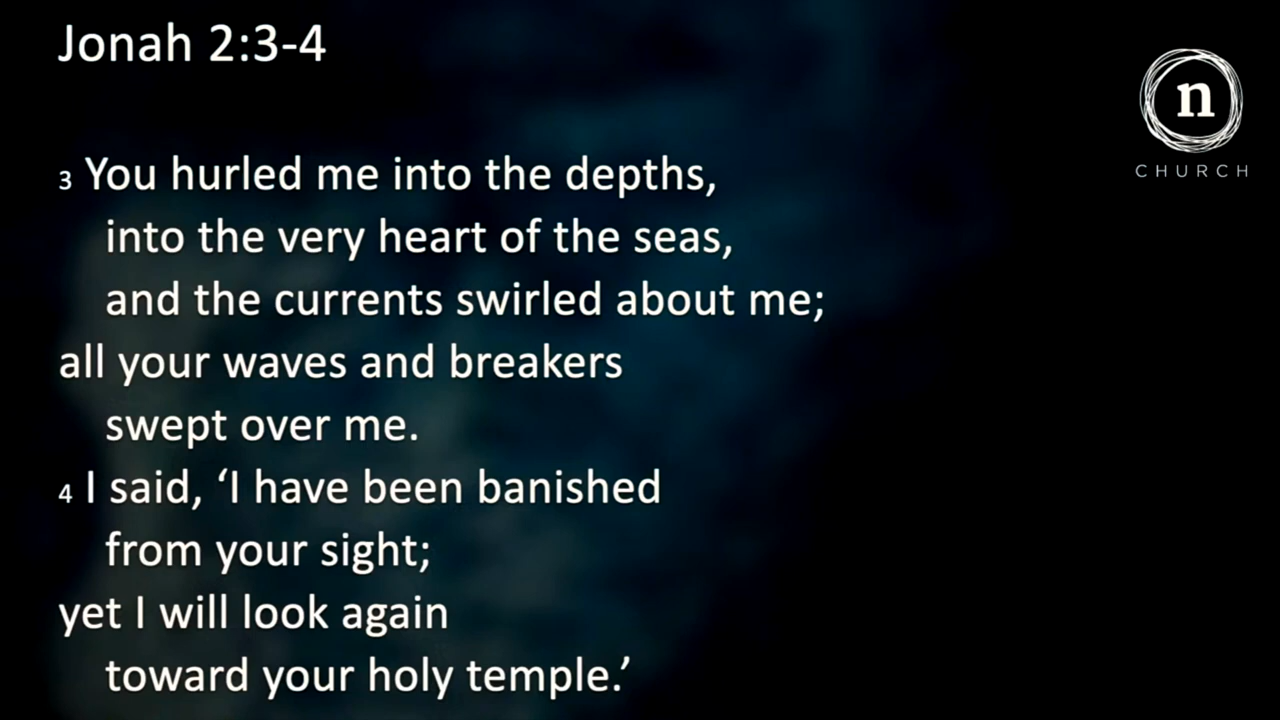 Jonah 2:3-4
n
CHURCH
3 You hurled me into the depths,
into the very heart of the seas,
and the currents swirled about me;
all your waves and breakers
swept over me.
4 I said, ‘I have been banished
from your sight;
yet I will look again
toward your holy temple.’